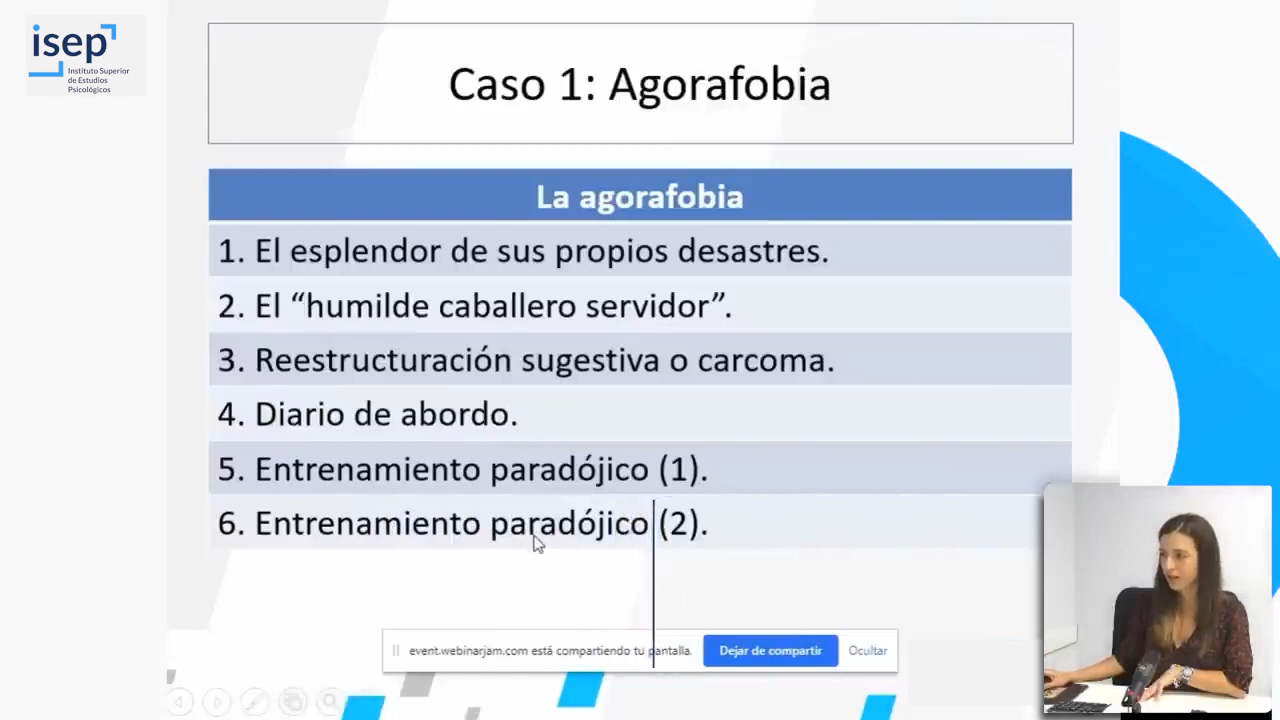 isep
Instituto Superior
de Estudios
Psicológicos
Caso 1: Agorafobia
La agorafobia
1. El esplendor de sus propios desastres.
2. El “humilde caballero servidor”.
3. Reestructuración sugestiva o carcoma.
4. Diario de abordo.
5. Entrenamiento paradójico (1).
6. Entrenamiento paradójico (2).
event.webinarjam.com está compartiendo tu pantalla. Dejar de compartir Ocultar